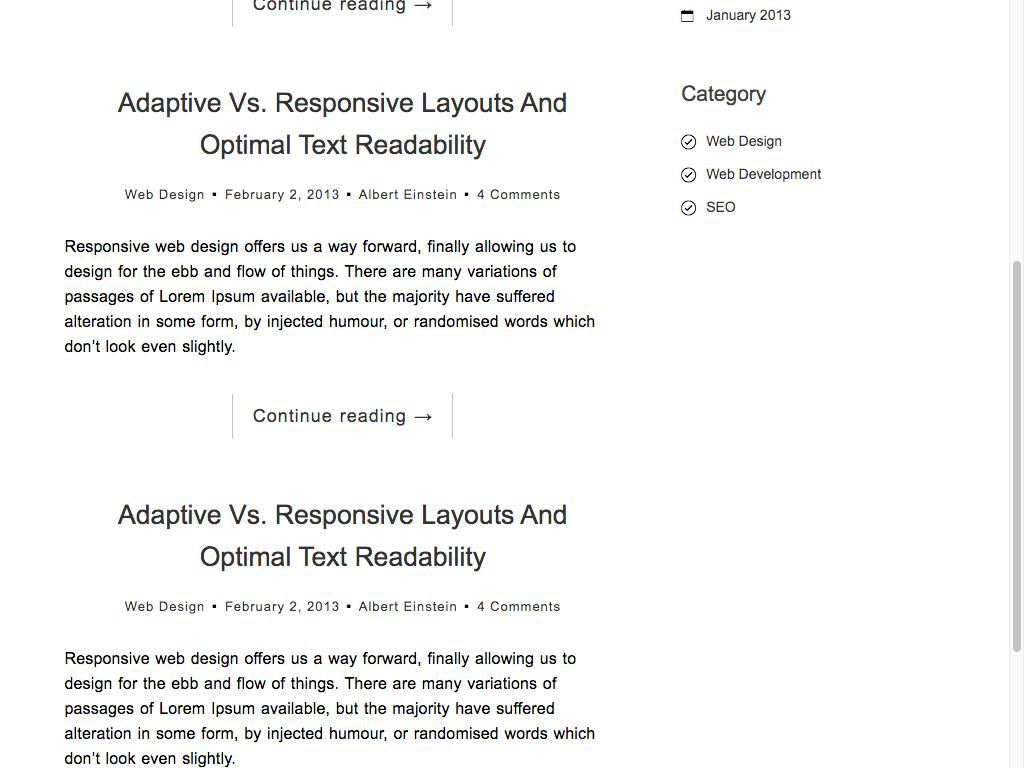 Continue reading →
Adaptive Vs. Responsive Layouts And
Optimal Text Readability
Web Design ▪ February 2, 2013 ▪ Albert Einstein ▪ 4 Comments
Responsive web design offers us a way forward, finally allowing us to
design for the ebb and flow of things. There are many variations of
passages of Lorem Ipsum available, but the majority have suffered
alteration in some form, by injected humour, or randomised words which
don't look even slightly.
Continue reading →
Adaptive Vs. Responsive Layouts And
Optimal Text Readability
Web Design ▪ February 2, 2013 ▪ Albert Einstein ▪ 4 Comments
Responsive web design offers us a way forward, finally allowing us to
design for the ebb and flow of things. There are many variations of
passages of Lorem Ipsum available, but the majority have suffered
alteration in some form, by injected humour, or randomised words which
don't look even slightly.
January 2013
Category
Web Design
Web Development
SEO